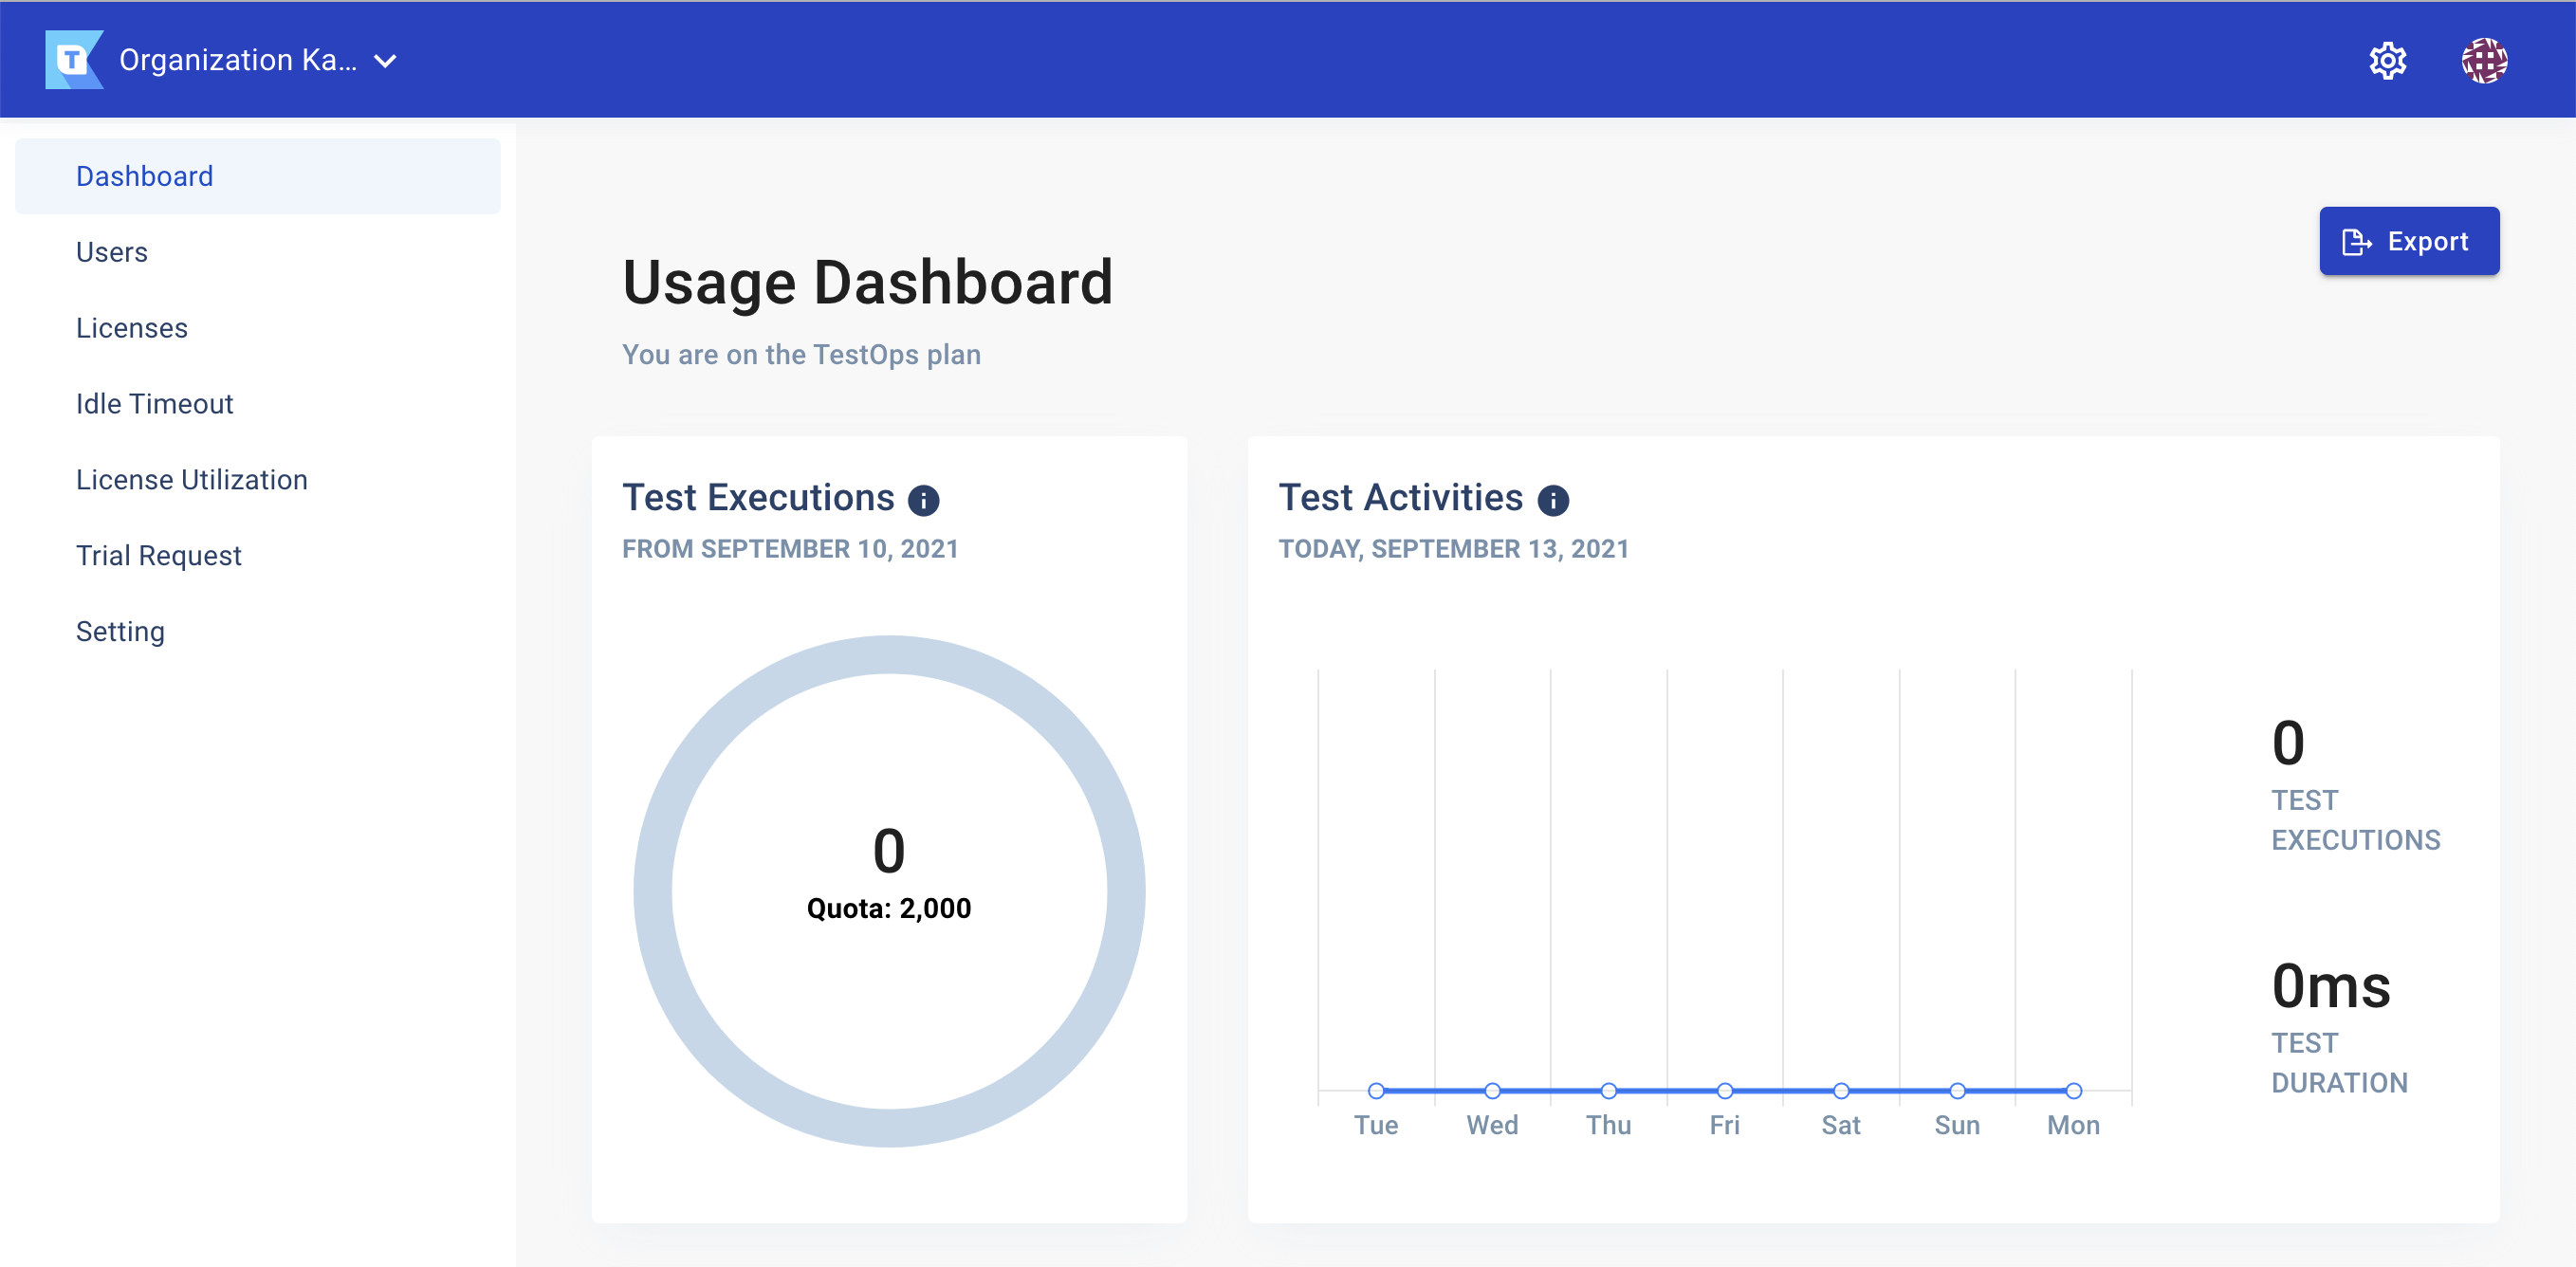 T
Organization Ka...
Dashboard
Users
Licenses
Idle Timeout
License Utilization
Trial Request
Setting
Export
Usage Dashboard
You are on the TestOps plan
Test Executions
FROM SEPTEMBER 10, 2021
0
Quota: 2,000
Test Activities
TODAY, SEPTEMBER 13, 2021
Tue Wed Thu Fri Sat Sun Mon
0
TEST
EXECUTIONS
0ms
TEST
DURATION